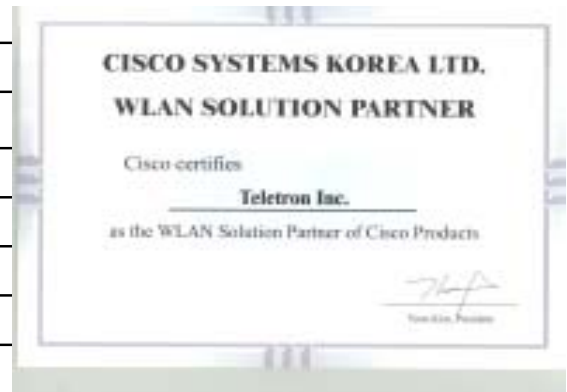 CISCO SYSTEMS KOREA LTD.
WLAN SOLUTION PARTNER
Cisco certifies
Teletron Inc.
as the WLAN Solution Partner of Cisco Products
President